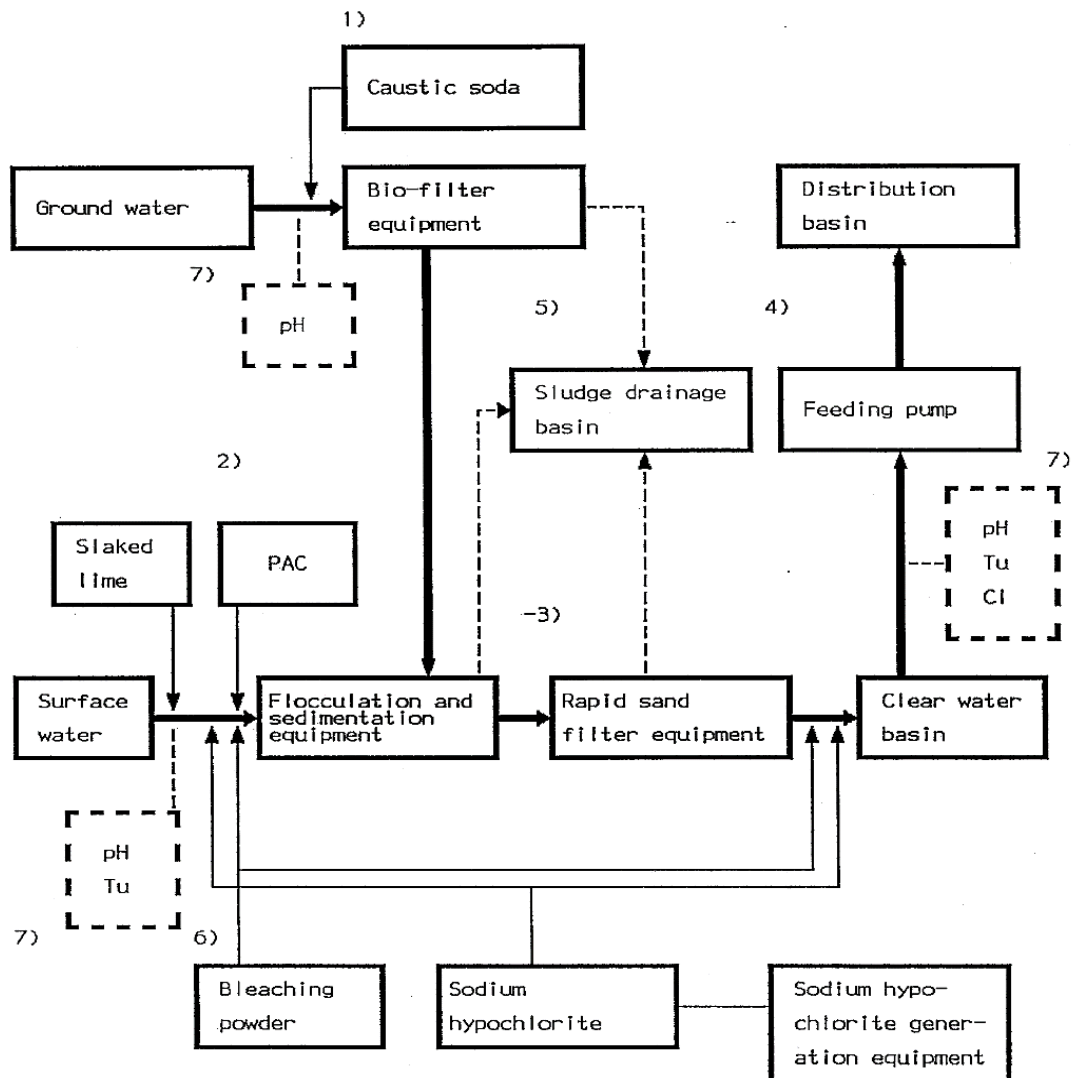 1)
Caustic soda
Ground water
Bio-filter
equipment
Distribution
basin
7)
pH
5)
4)
Sludge drainage
basin
Feeding pump
2)
7)
Slaked
lime
PAC
pH
Tu
Cl
-3)
Surface
water
Flocculation and
sedimentation
equipment
Rapid sand
filter equipment
Clear water
basin
pH
Tu
7)
6)
Bleaching
powder
Sodium
hypochlorite
Sodium hypo-
chlorite gener-
ation equipment